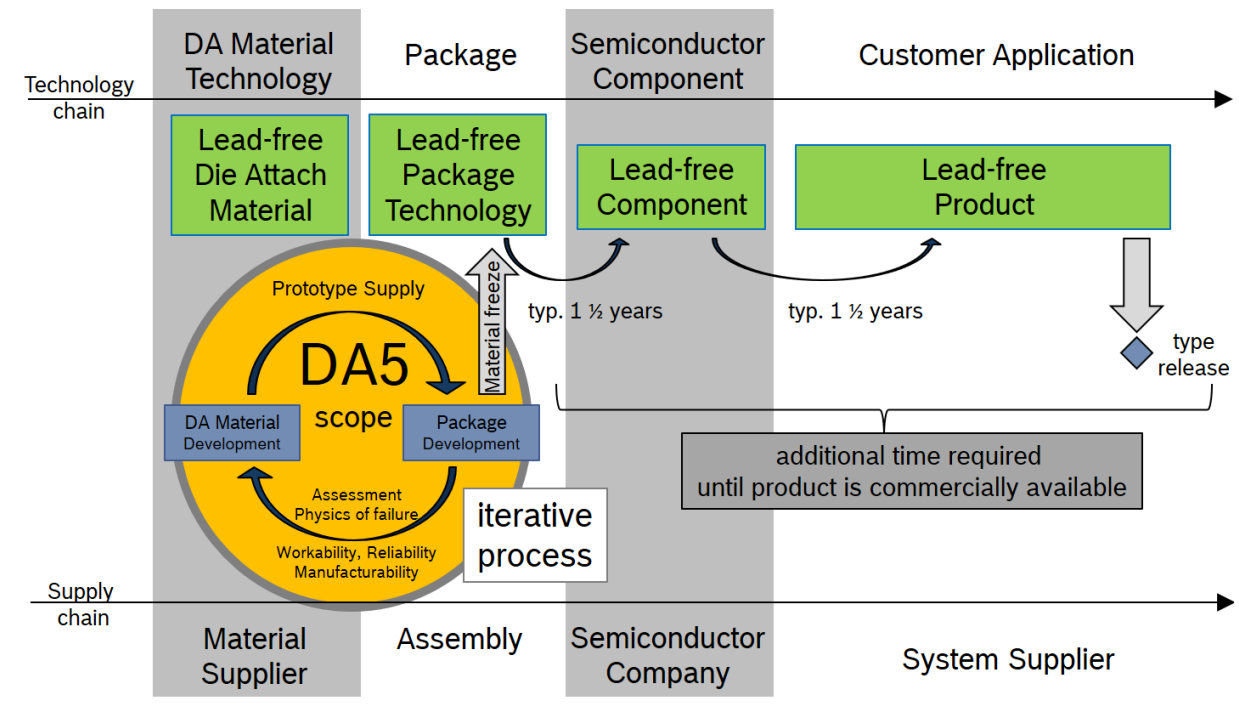 DA Material
Technology
Package
Semiconductor
Component
Customer Application
Technology
chain
Lead-free
Die Attach
Material
Lead-free
Package
Technology
Lead-free
Component
Lead-free
Product
Prototype Supply
Material freeze
typ. 1 ½ years
typ. 1 ½ years
type
release
DA5
scope
DA Material
Development
Package
Development
additional time required
until product is commercially available
Assessment
Physics of failure
Workability, Reliability
Manufacturability
iterative
process
Supply
chain
Material
Supplier
Assembly
Semiconductor
Company
System Supplier